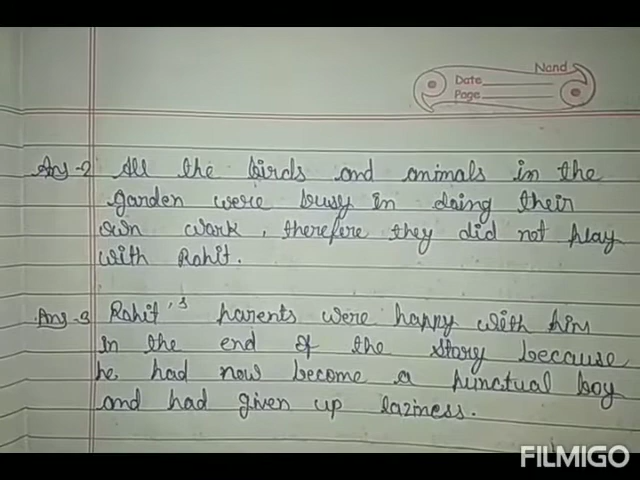 Nand
Date
Page
Ans-2 All the birds and animals in the
garden were busy in doing their
own work, therefore they did not play
with Rohit.
Ans-3 Rohit's parents were happy with him
in the end of the story because
he had now become a punctual boy
and had given up laziness.
FILMIGO